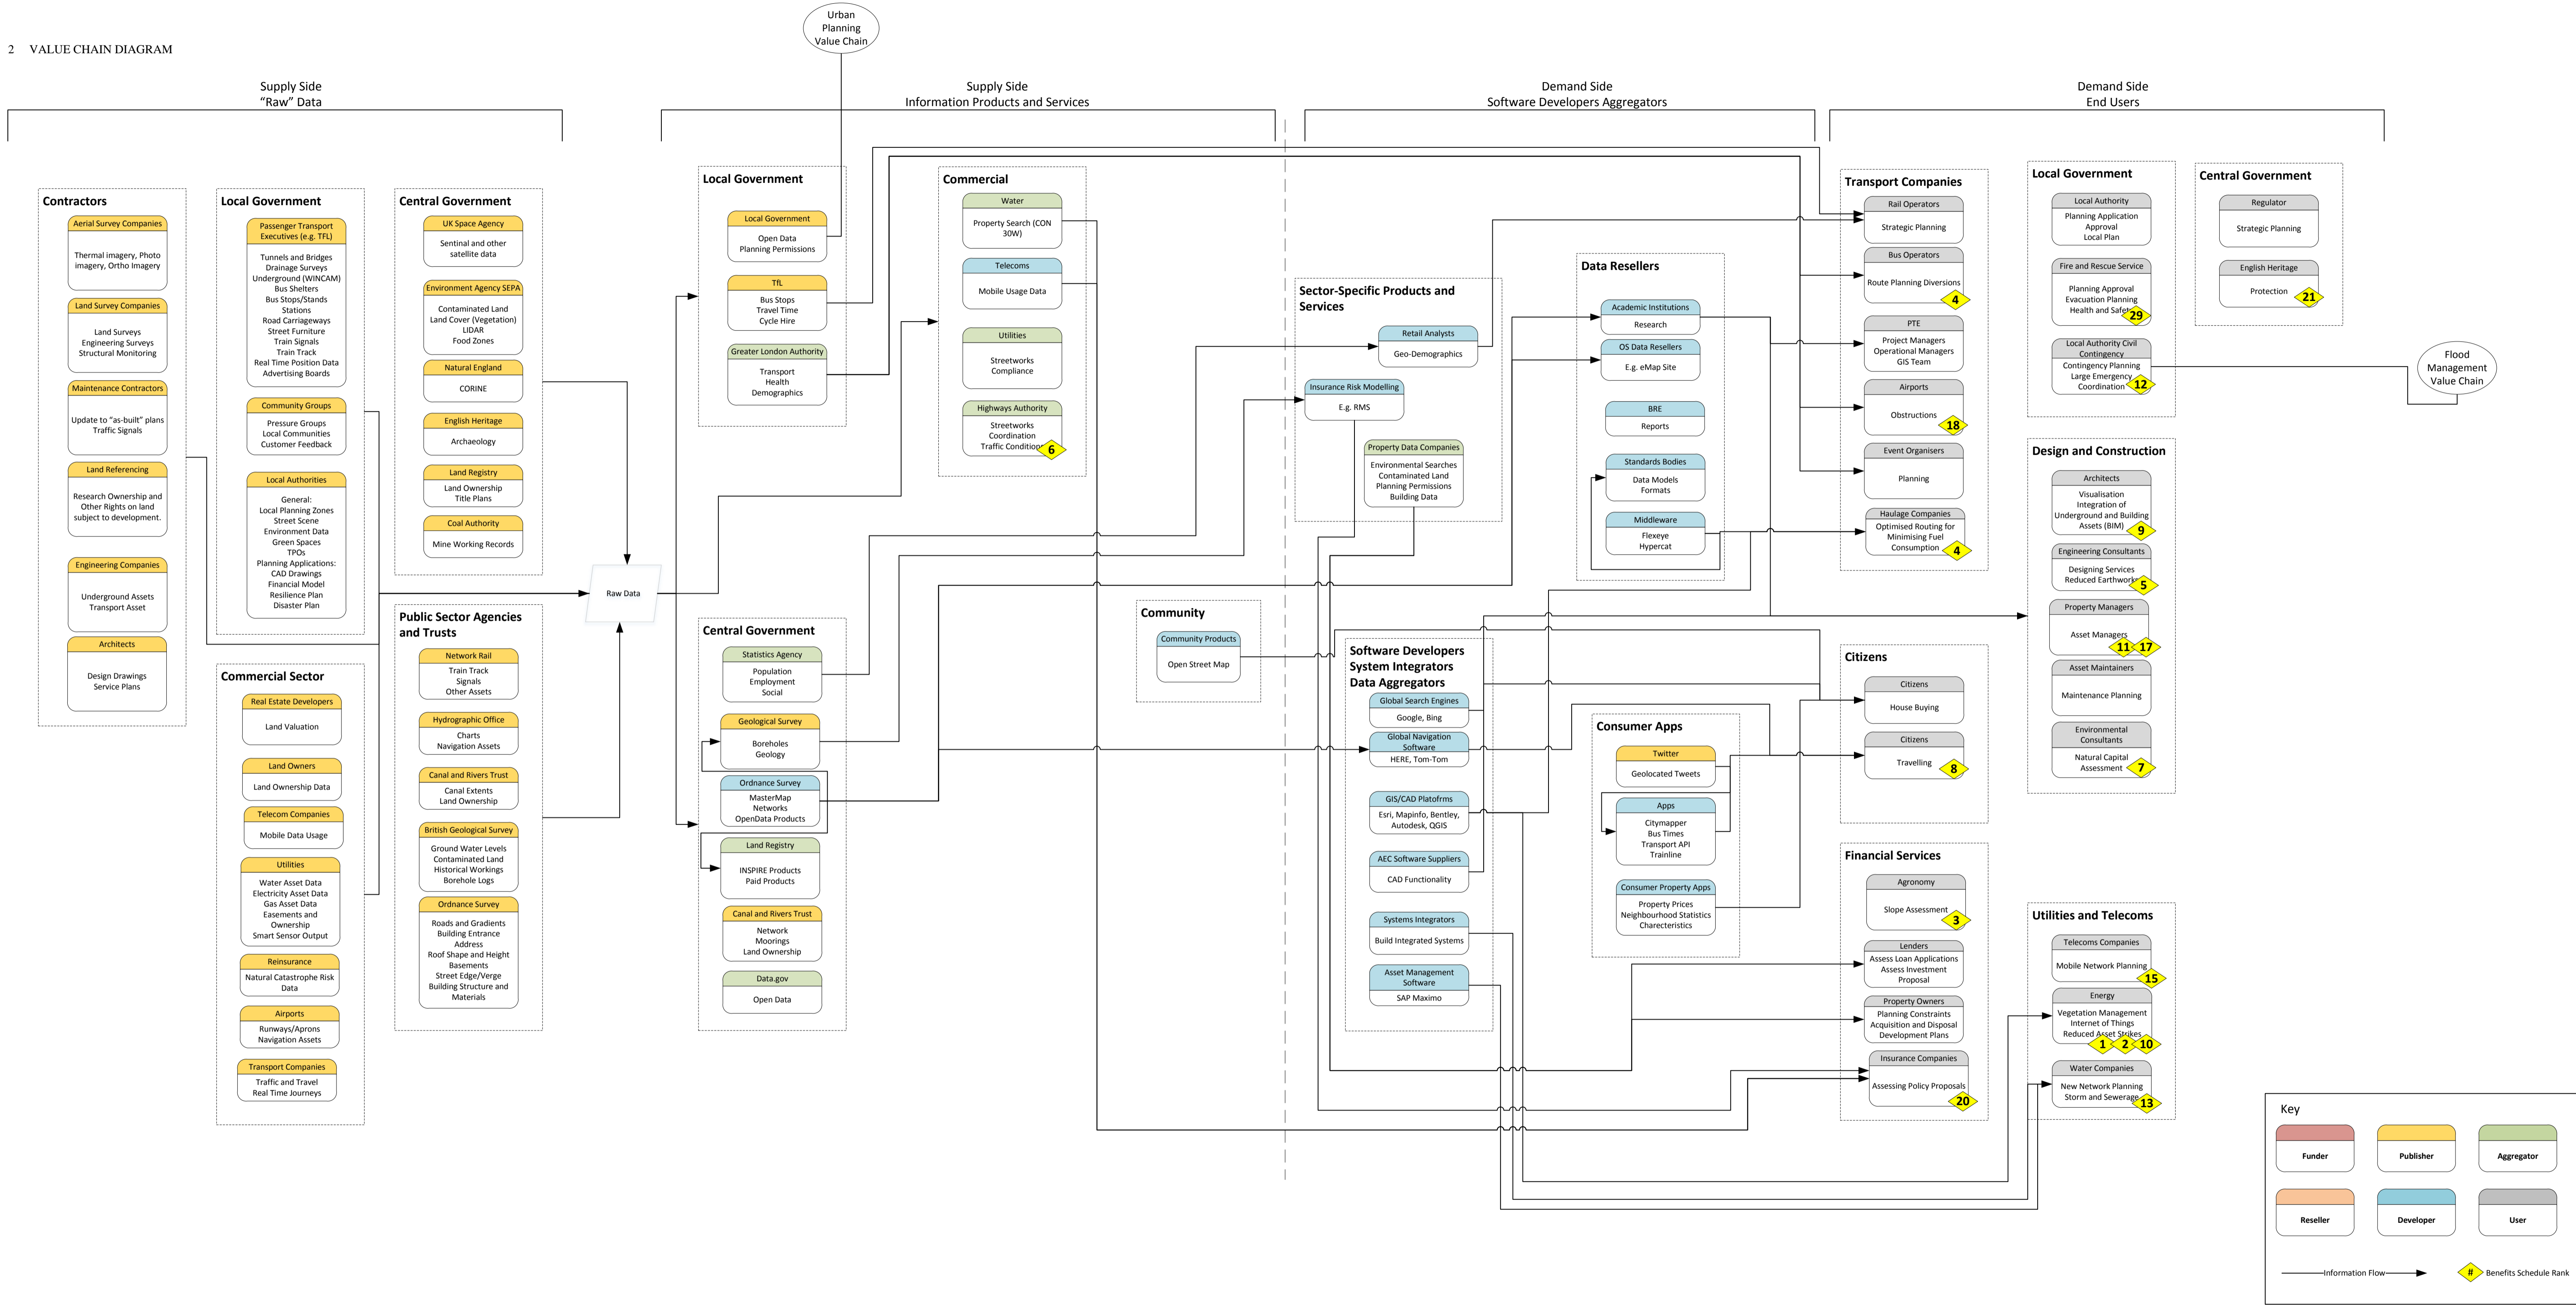 2 VALUE CHAIN DIAGRAM
Urban
Planning
Value Chain
Supply Side
“Raw” Data
Supply Side
Information Products and Services
Demand Side
Software Developers Aggregators
Demand Side
End Users
Contractors
Aerial Survey Companies
Thermal imagery, Photo
imagery, Ortho Imagery
Land Survey Companies
Land Surveys
Engineering Surveys
Structural Monitoring
Maintenance Contractors
Update to “as-built” plans
Traffic Signals
Land Referencing
Research Ownership and
Other Rights on land
subject to development.
Engineering Companies
Underground Assets
Transport Asset
Architects
Design Drawings
Service Plans
Local Government
Passenger Transport
Executives (e.g. TFL)
Tunnels and Bridges
Drainage Surveys
Underground (WINCAM)
Bus Shelters
Bus Stops/Stands
Stations
Road Carriageways
Street Furniture
Train Signals
Train Track
Real Time Position Data
Advertising Boards
Community Groups
Pressure Groups
Local Communities
Customer Feedback
Local Authorities
General:
Local Planning Zones
Street Scene
Environment Data
Green Spaces
TPOs
Planning Applications:
CAD Drawings
Financial Model
Resilience Plan
Disaster Plan
Commercial Sector
Real Estate Developers
Land Valuation
Land Owners
Land Ownership Data
Telecom Companies
Mobile Data Usage
Utilities
Water Asset Data
Electricity Asset Data
Gas Asset Data
Easements and
Ownership
Smart Sensor Output
Reinsurance
Natural Catastrophe Risk
Data
Airports
Runways/Aprons
Navigation Assets
Transport Companies
Traffic and Travel
Real Time Journeys
Central Government
UK Space Agency
Sentinal and other
satellite data
Environment Agency SEPA
Contaminated Land
Land Cover (Vegetation)
LIDAR
Food Zones
Natural England
CORINE
English Heritage
Archaeology
Land Registry
Land Ownership
Title Plans
Coal Authority
Mine Working Records
Public Sector Agencies
and Trusts
Network Rail
Train Track
Signals
Other Assets
Hydrographic Office
Charts
Navigation Assets
Canal and Rivers Trust
Canal Extents
Land Ownership
British Geological Survey
Ground Water Levels
Contaminated Land
Historical Workings
Borehole Logs
Ordnance Survey
Roads and Gradients
Building Entrance
Address
Roof Shape and Height
Basements
Street Edge/Verge
Building Structure and
Materials
Raw Data
Local Government
Local Government
Open Data
Planning Permissions
TfL
Bus Stops
Travel Time
Cycle Hire
Greater London Authority
Transport
Health
Demographics
Central Government
Statistics Agency
Population
Employment
Social
Geological Survey
Boreholes
Geology
Ordnance Survey
MasterMap
Networks
OpenData Products
Land Registry
INSPIRE Products
Paid Products
Canal and Rivers Trust
Network
Moorings
Land Ownership
Data.gov
Open Data
Commercial
Water
Property Search (CON
30W)
Telecoms
Mobile Usage Data
Utilities
Streetworks
Compliance
Highways Authority
Streetworks
Coordination
Traffic Conditions
6
Community
Community Products
Open Street Map
Sector-Specific Products and
Services
Retail Analysts
Geo-Demographics
Insurance Risk Modelling
E.g. RMS
Property Data Companies
Environmental Searches
Contaminated Land
Planning Permissions
Building Data
Software Developers
System Integrators
Data Aggregators
Global Search Engines
Google, Bing
Global Navigation
Software
HERE, Tom-Tom
GIS/CAD Platofrms
Esri, Mapinfo, Bentley,
Autodesk, QGIS
AEC Software Suppliers
CAD Functionality
Systems Integrators
Build Integrated Systems
Asset Management
Software
SAP Maximo
Data Resellers
Academic Institutions
Research
OS Data Resellers
E.g. eMap Site
BRE
Reports
Standards Bodies
Data Models
Formats
Middleware
Flexeye
Hypercat
Consumer Apps
Twitter
Geolocated Tweets
Apps
Citymapper
Bus Times
Transport API
Trainline
Consumer Property Apps
Property Prices
Neighbourhood Statistics
Charecteristics
Transport Companies
Rail Operators
Strategic Planning
Bus Operators
Route Planning Diversions
4
PTE
Project Managers
Operational Managers
GIS Team
Airports
Obstructions
18
Event Organisers
Planning
Haulage Companies
Optimised Routing for
Minimising Fuel
Consumption
4
Citizens
Citizens
House Buying
Citizens
Travelling
8
Financial Services
Agronomy
Slope Assessment
3
Lenders
Assess Loan Applications
Assess Investment
Proposal
Property Owners
Planning Constraints
Acquisition and Disposal
Development Plans
Insurance Companies
Assessing Policy Proposals
20
Local Government
Local Authority
Planning Application
Approval
Local Plan
Fire and Rescue Service
Planning Approval
Evacuation Planning
Health and Safety
29
Local Authority Civil
Contingency
Contingency Planning
Large Emergency
Coordination
12
Design and Construction
Architects
Visualisation
Integration of
Underground and Building
Assets (BIM)
9
Engineering Consultants
Designing Services
Reduced Earthworks
5
Property Managers
Asset Managers
11 17
Asset Maintainers
Maintenance Planning
Environmental
Consultants
Natural Capital
Assessment
7
Utilities and Telecoms
Telecoms Companies
Mobile Network Planning
15
Energy
Vegetation Management
Internet of Things
Reduced Asset Strikes
1 2 10
Water Companies
New Network Planning
Storm and Sewerage
13
Central Government
Regulator
Strategic Planning
English Heritage
Protection
21
Flood
Management
Value Chain
Key
Funder
Publisher
Aggregator
Reseller
Developer
User
Information Flow
# Benefits Schedule Rank